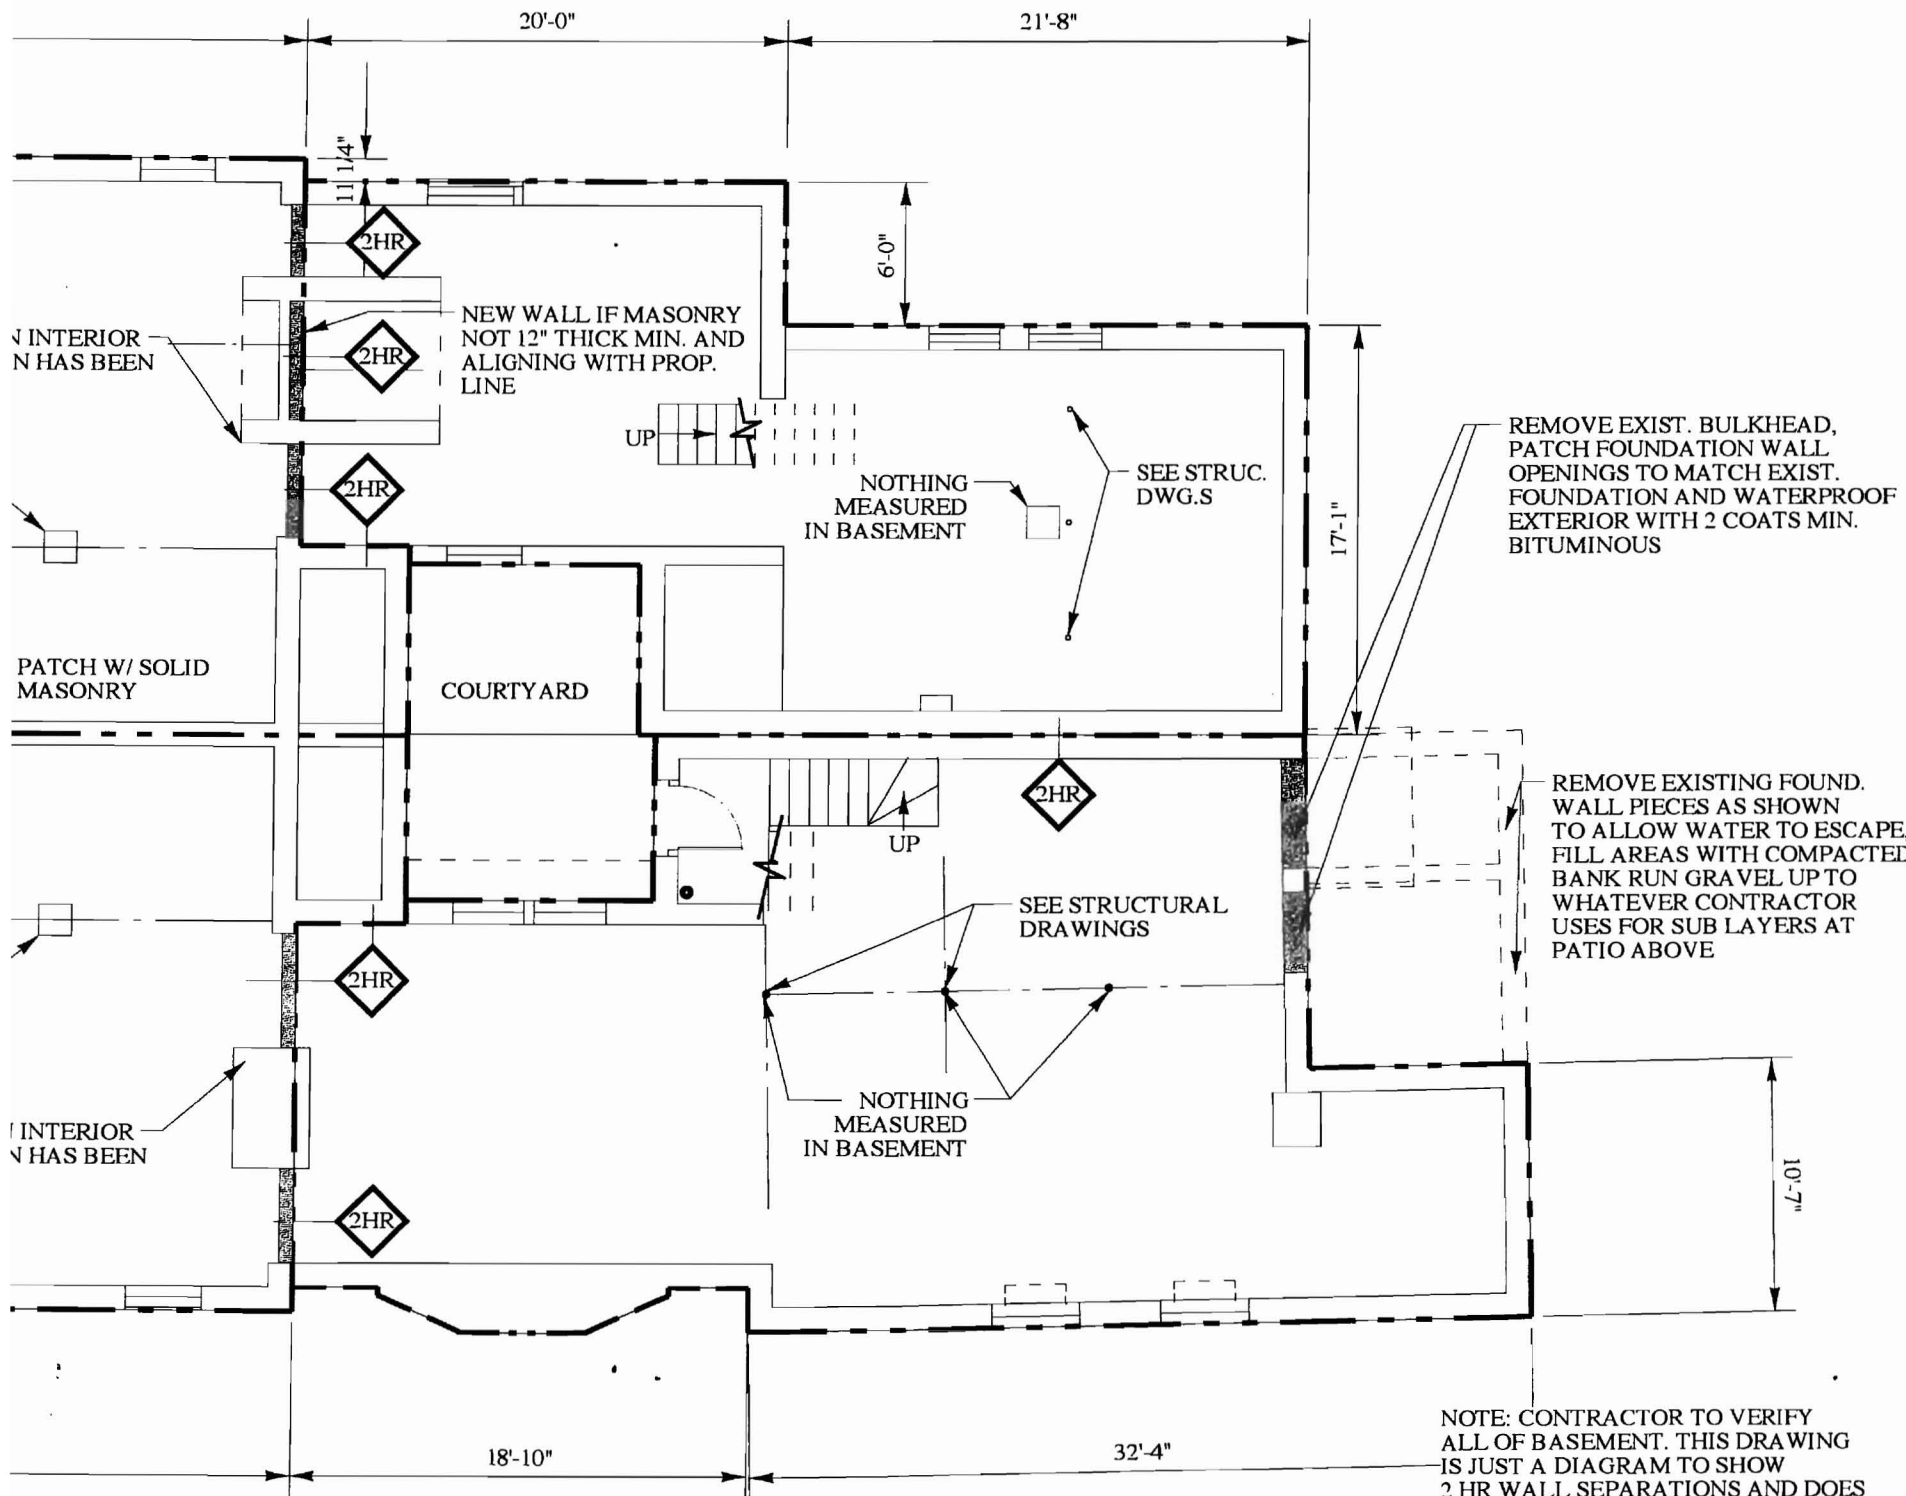 20'-0"
21'-8"
11 1/4"
2HR
6'-0"
INTERIOR
HAS BEEN
2HR
NEW WALL IF MASONRY
NOT 12" THICK MIN. AND
ALIGNING WITH PROP.
LINE
UP
2HR
NOTHING
MEASURED
IN BASEMENT
SEE STRUC.
DWG.S
17'-1"
REMOVE EXIST. BULKHEAD,
PATCH FOUNDATION WALL
OPENINGS TO MATCH EXIST.
FOUNDATION AND WATERPROOF
EXTERIOR WITH 2 COATS MIN.
BITUMINOUS
PATCH W/ SOLID
MASONRY
COURTYARD
2HR
UP
REMOVE EXISTING FOUND.
WALL PIECES AS SHOWN
TO ALLOW WATER TO ESCAPE,
FILL AREAS WITH COMPACTED
BANK RUN GRAVEL UP TO
WHATEVER CONTRACTOR
USES FOR SUB LAYERS AT
PATIO ABOVE
SEE STRUCTURAL
DRAWINGS
2HR
NOTHING
MEASURED
IN BASEMENT
INTERIOR
HAS BEEN
2HR
10'-7"
18'-10"
32'-4"
NOTE: CONTRACTOR TO VERIFY
ALL OF BASEMENT. THIS DRAWING
IS JUST A DIAGRAM TO SHOW
2 HR WALL SEPARATIONS AND DOES